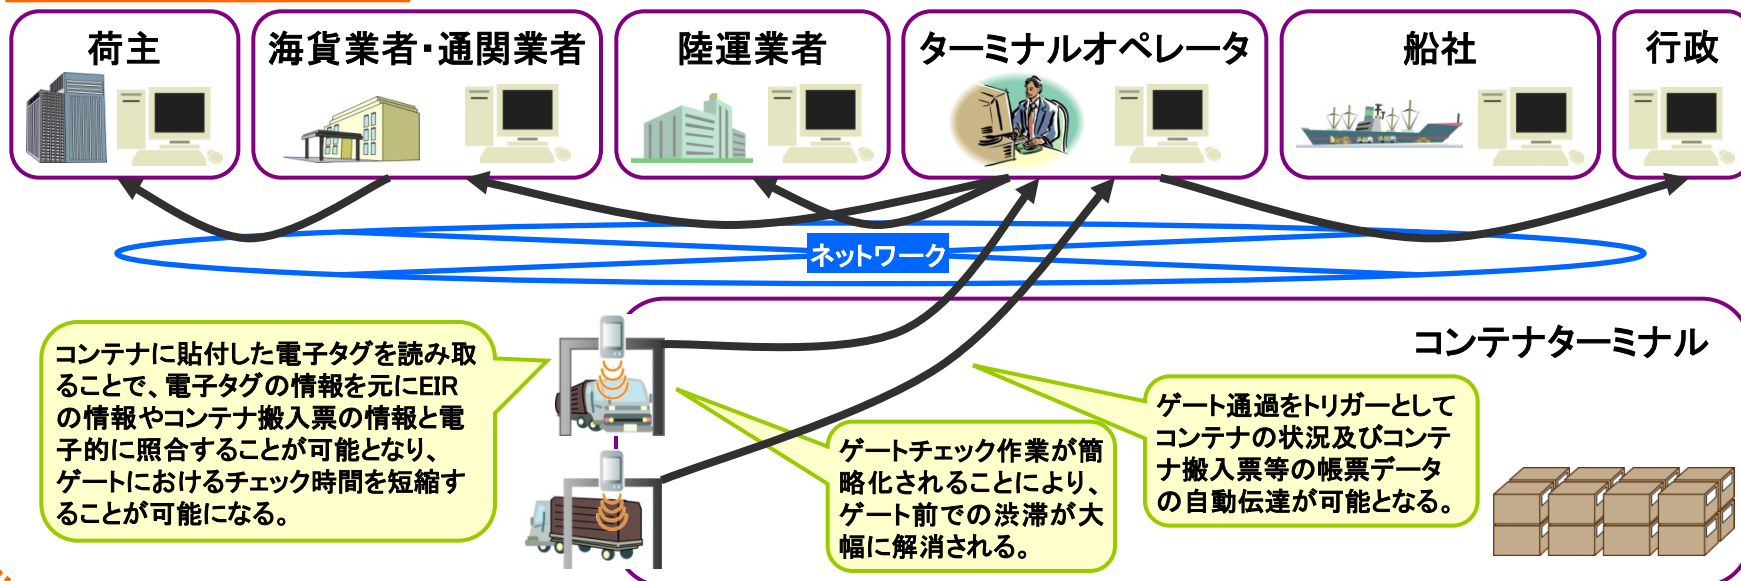 荷主
海貨業者・通関業者
陸運業者
ターミナルオペレータ
船社
行政
ネットワーク
コンテナターミナル
コンテナに貼付した電子タグを読み取
ることで、電子タグの情報を元にEIR
の情報やコンテナ搬入票の情報と電
子的に照合することが可能となり、
ゲートにおけるチェック時間を短縮す
ることが可能になる。
ゲートチェック作業が簡
略化されることにより、
ゲート前での渋滞が大
幅に解消される。
ゲート通過をトリガーとして
コンテナの状況及びコンテ
ナ搬入票等の帳票データ
の自動伝達が可能となる。